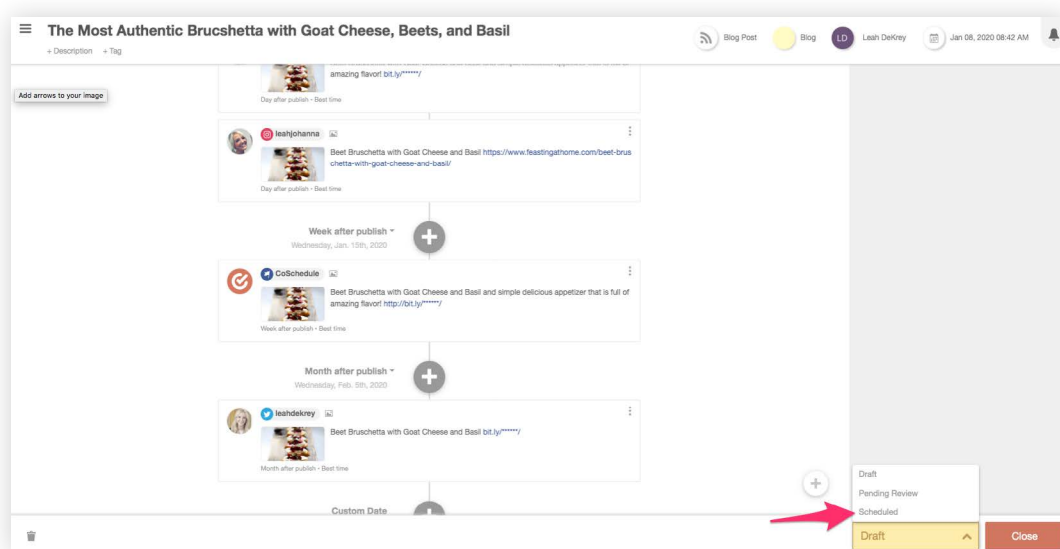 The Most Authentic Brucshetta with Goat Cheese, Beets, and Basil
+ Description + Tag
Blog Post
Blog
LD
Leah DeKrey
Jan 08, 2020 08:42 AM
Add arrows to your image
amazing flavor! bit.ly/******/
Day after publish • Best time
leahjohanna
Beet Bruschetta with Goat Cheese and Basil https://www.feastingathome.com/beet-brus
chetta-with-goat-cheese-and-basil/
Day after publish • Best time
Week after publish
Wednesday, Jan. 15th, 2020
CoSchedule
Beet Bruschetta with Goat Cheese and Basil and simple delicious appetizer that is full of
amazing flavor! http://bit.ly/******/
Week after publish • Best time
Month after publish
Wednesday, Feb. 5th, 2020
leahdekrey
Beet Bruschetta with Goat Cheese and Basil bit.ly/******/
Month after publish • Best time
Custom Date
Draft
Pending Review
Scheduled
Draft
Close